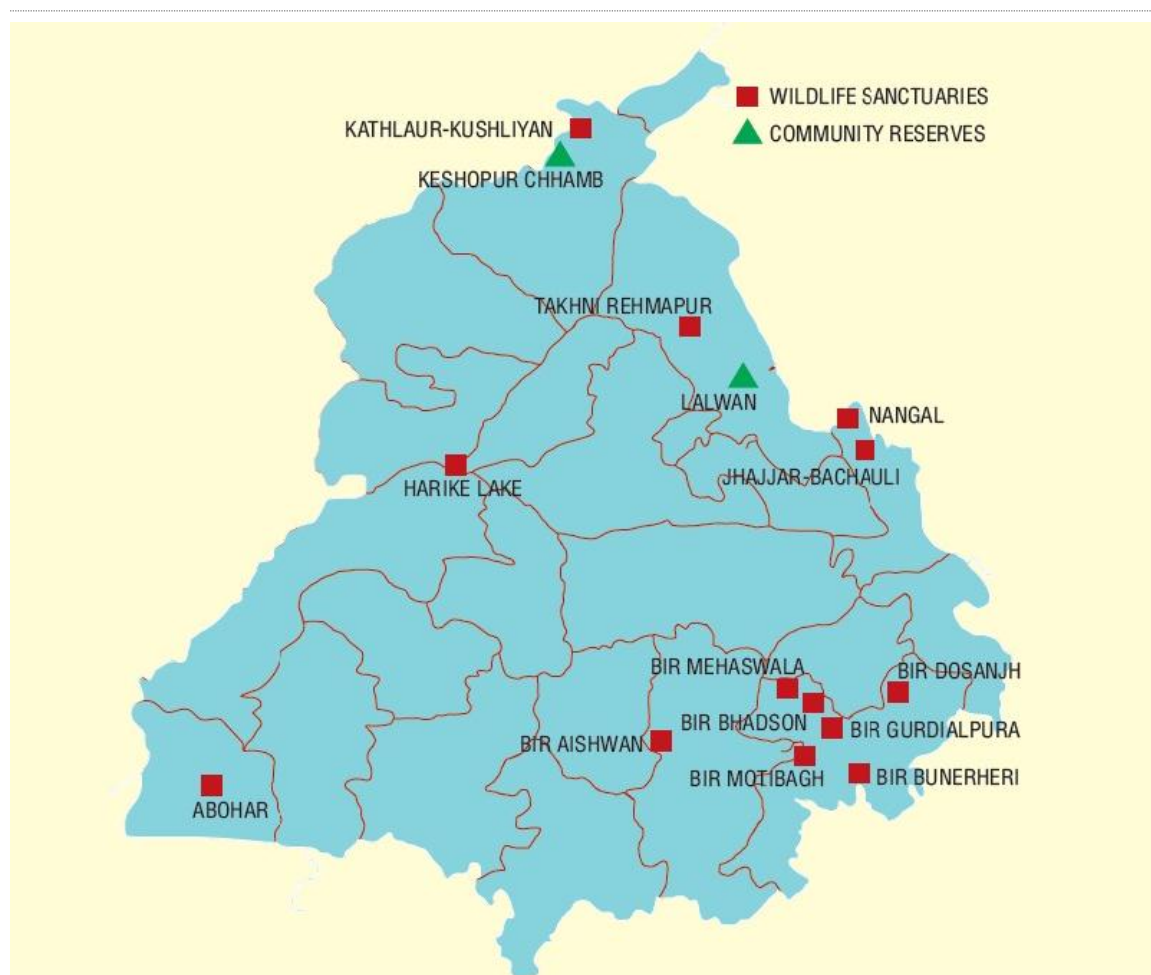 WILDLIFE SANCTUARIES
COMMUNITY RESERVES
KATHLAUR-KUSHLIYAN
KESHOPUR CHHAMB
TAKHNI REHMAPUR
LALWAN
NANGAL
JHAJJAR-BACHAULI
HARIKE LAKE
BIR MEHASWALA
BIR DOSANJH
BIR BHADSON
BIR GURDIALPURA
BIR AISHWAN
BIR MOTIBAGH
BIR BUNERHERI
ABOHAR